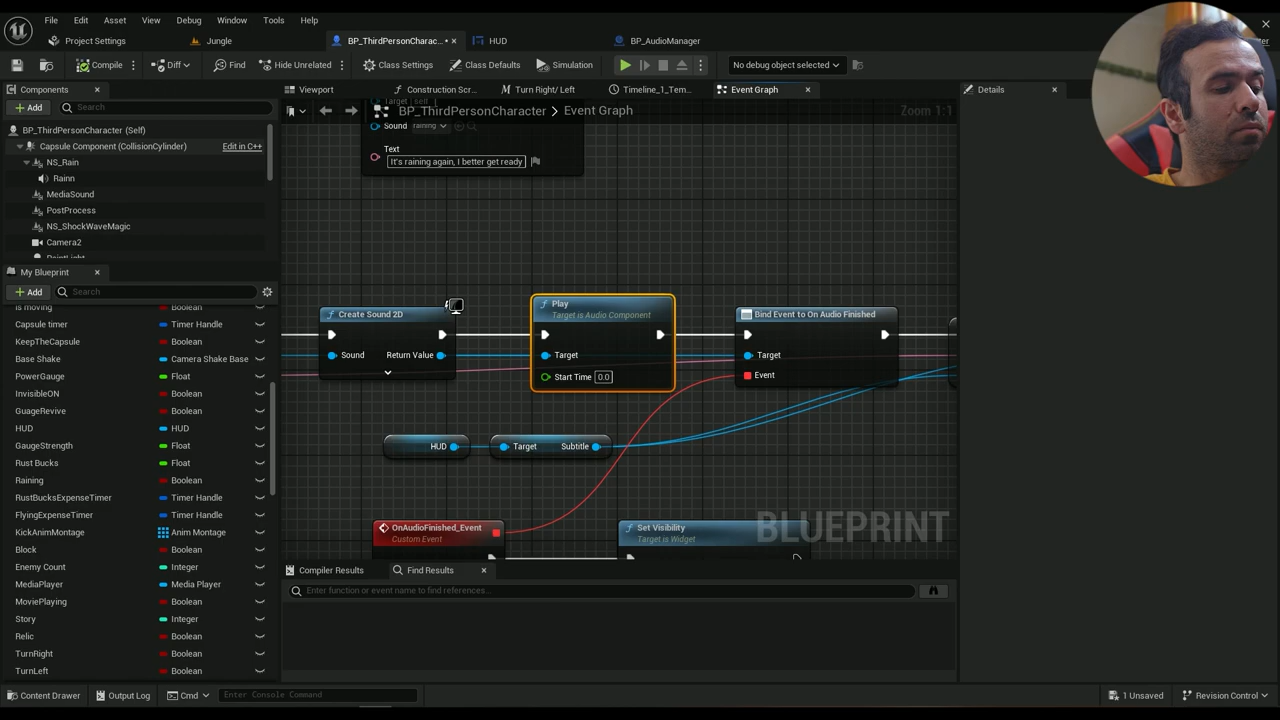 File Edit Asset View Debug Window Tools Help
Project Settings
Jungle
BP_ThirdPersonCharac...•
HUD
BP_AudioManager
Compile
Diff
Find
Hide Unrelated
Class Settings
Class Defaults
Simulation
No debug object selected
Components
Add
Search
BP_ThirdPersonCharacter (Self)
Capsule Component (CollisionCylinder) Edit in C++
NS_Rain
Rainn
MediaSound
PostProcess
NS_ShockWaveMagic
Camera2
PointLight
My Blueprint
Add
Search
is moving Boolean
Capsule timer Timer Handle
KeepTheCapsule Boolean
Base Shake Camera Shake Base
PowerGauge Float
InvisibleON Boolean
GuageRevive Boolean
HUD HUD
GaugeStrength Float
Rust Bucks Float
Raining Boolean
RustBucksExpenseTimer Timer Handle
FlyingExpenseTimer Timer Handle
KickAnimMontage Anim Montage
Block Boolean
Enemy Count Integer
MediaPlayer Media Player
MoviePlaying Boolean
Story Integer
Relic Boolean
TurnRight Boolean
TurnLeft Boolean
Viewport
Construction Scr...
Turn Right/ Left
Timeline_1_Tem...
Event Graph
BP_ThirdPersonCharacter > Event Graph
Zoom 1:1
Target self
Sound raining
Text
It's raining again, I better get ready
Create Sound 2D
Sound Return Value
Play
Target is Audio Component
Target
Start Time 0.0
Bind Event to On Audio Finished
Target
Event
HUD
Target Subtitle
OnAudioFinished_Event
Custom Event
Set Visibility
Target is Widget
BLUEPRINT
Compiler Results
Find Results
Enter function or event name to find references...
Details
Content Drawer
Output Log
Cmd
Enter Console Command
1 Unsaved
Revision Control